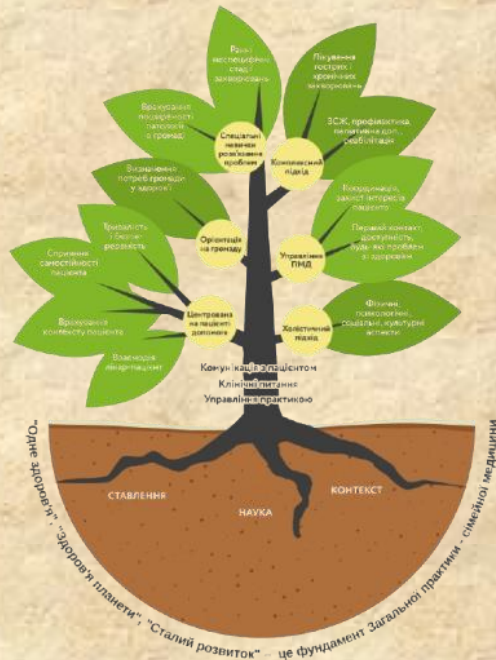 Ранні
неспецифічні
стадії
захворювань
Лікування
гострих і
хронічних
захворювань
Врахування
поширеності
патології
в громаді
Спеціальні
навички
розв'язання
проблем
Комплексний
підхід
ЗСЖ, профілактика,
паліативна доп.,
реабілітація
Визначення
потреб громади
у здоров'ї
Координація,
захист інтересів
пацієнта
Орієнтація
на громаду
Управління
ПМД
Первий контакт,
доступність,
будь-які проблеми
зі здоров'ям
Тривалість
і безперервність
Сприяння
самостійності
пацієнта
Врахування
контексту пацієнта
Взаємодія
лікар-пацієнт
Центрована
на пацієнті
допомога
Холістичний
підхід
Фізичні,
психологічні,
соціальні, культурні
аспекти
Комунікація з пацієнтом
Клінічні питання
Управління практикою
СТАВЛЕННЯ
НАУКА
КОНТЕКСТ
"Одне здоров'я", "Здоров'я планети", "Сталий розвиток" – це фундамент Загальної практики - сімейної медицини